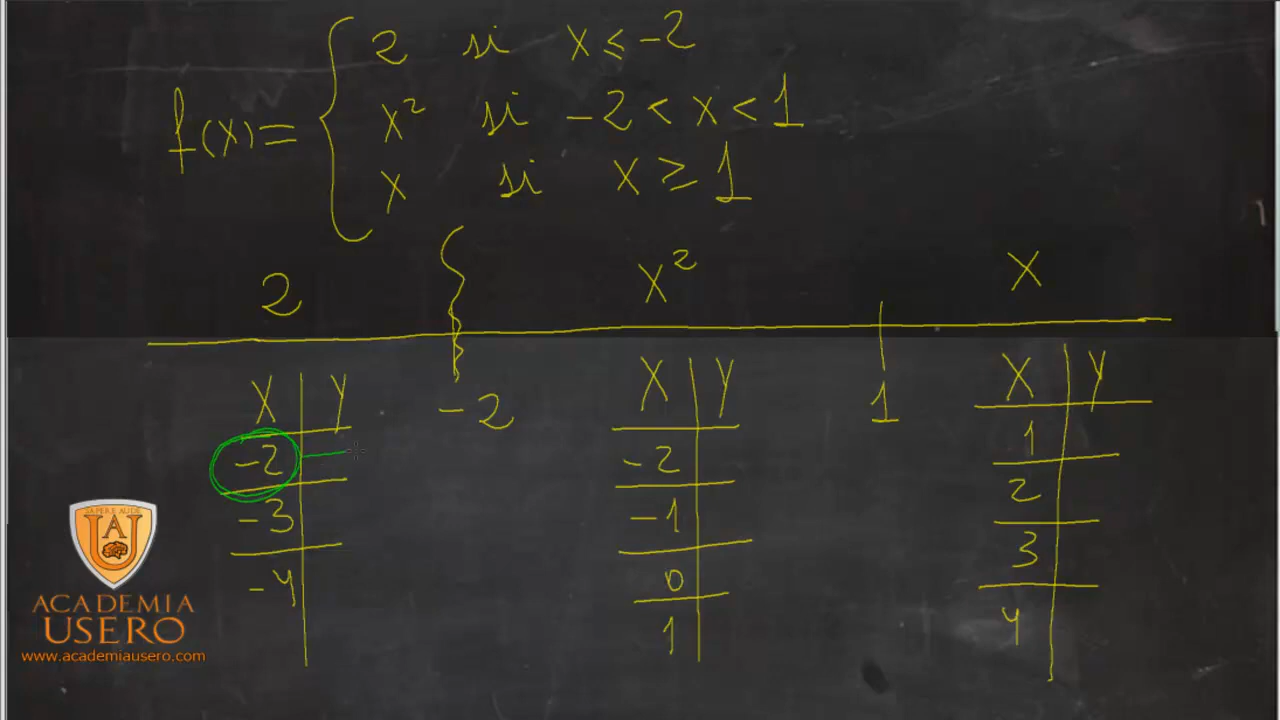 2 si x ≤ -2
f(x)= x² si -2 < x < 1
x si x ≥ 1
2 x² x
-2 1
X Y X Y X Y
-2 -2 1
-3 -1 2
-4 0 3
1 4
SAPERE AUDE
UA
ACADEMIA
USERO
www.academiausero.com